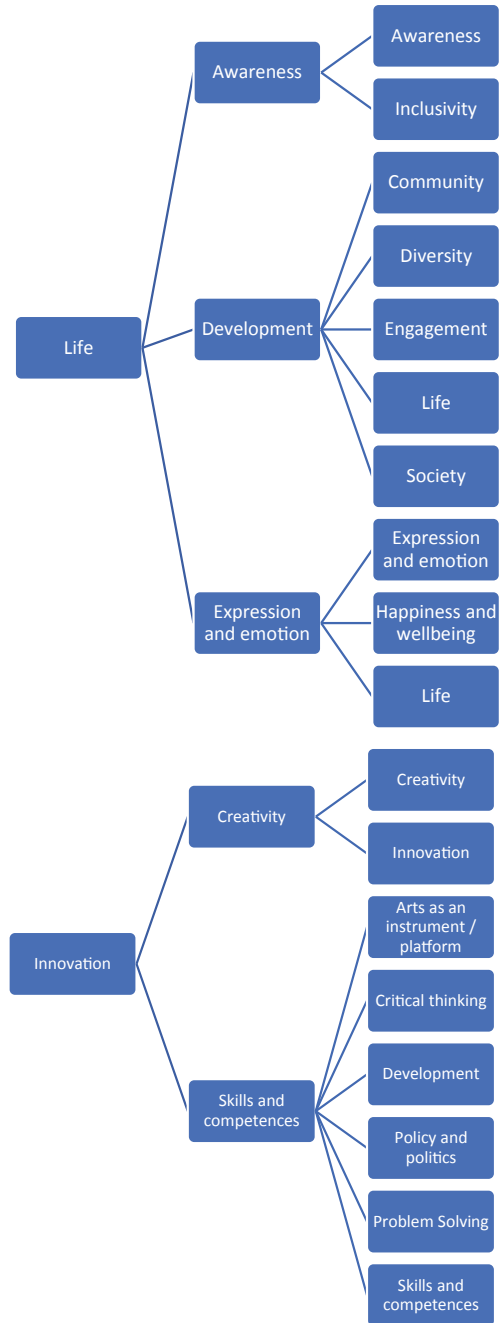 Life
Awareness
Awareness
Inclusivity
Development
Community
Diversity
Engagement
Life
Society
Expression
and emotion
Expression
and emotion
Happiness and
wellbeing
Life
Innovation
Creativity
Creativity
Innovation
Skills and
competences
Arts as an
instrument /
platform
Critical thinking
Development
Policy and
politics
Problem Solving
Skills and
competences